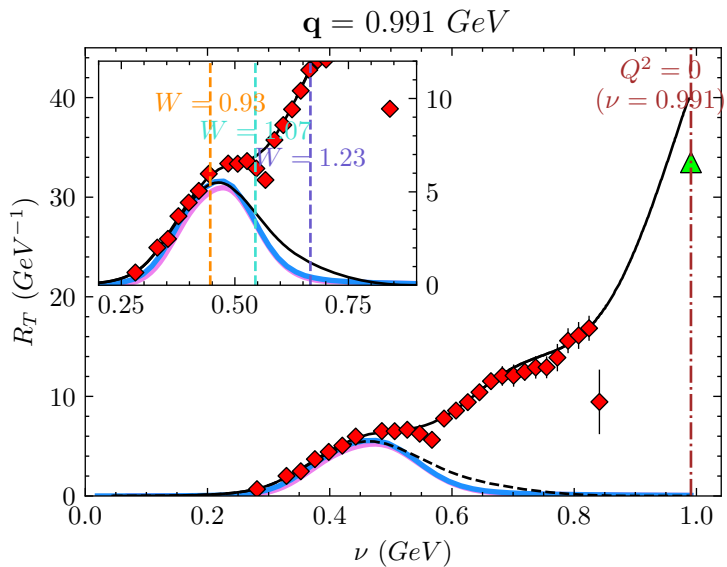 q = 0.991 GeV
R_T (GeV⁻¹)
40
30
20
10
0
W = 0.93
W = 1.07
W = 1.23
10
5
0
0.25 0.50 0.75
Q² = 0
(ν = 0.991)
0.0 0.2 0.4 0.6 0.8 1.0
ν (GeV)